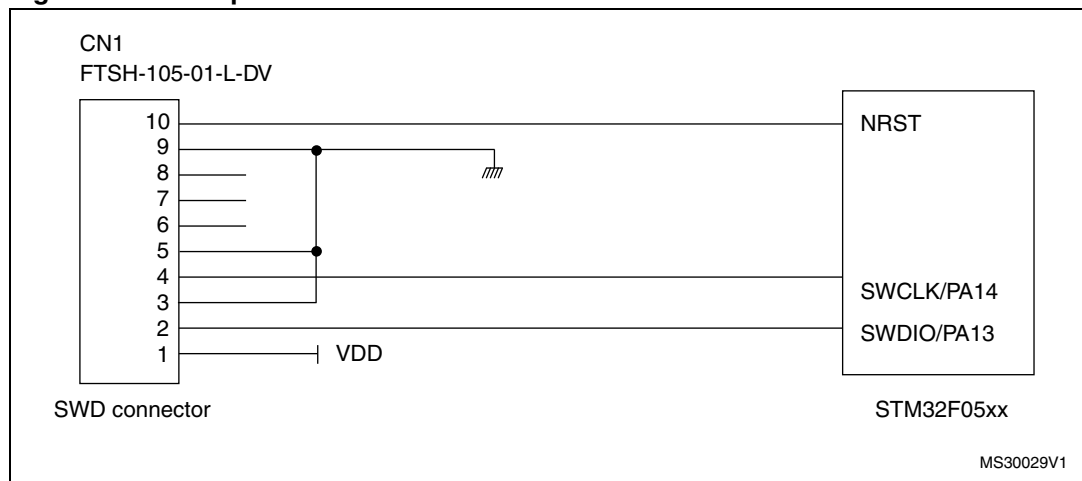 CN1
FTSH-105-01-L-DV
10
9
8
7
6
5
4
3
2
1
VDD
SWD connector
NRST
SWCLK/PA14
SWDIO/PA13
STM32F05xx
MS30029V1